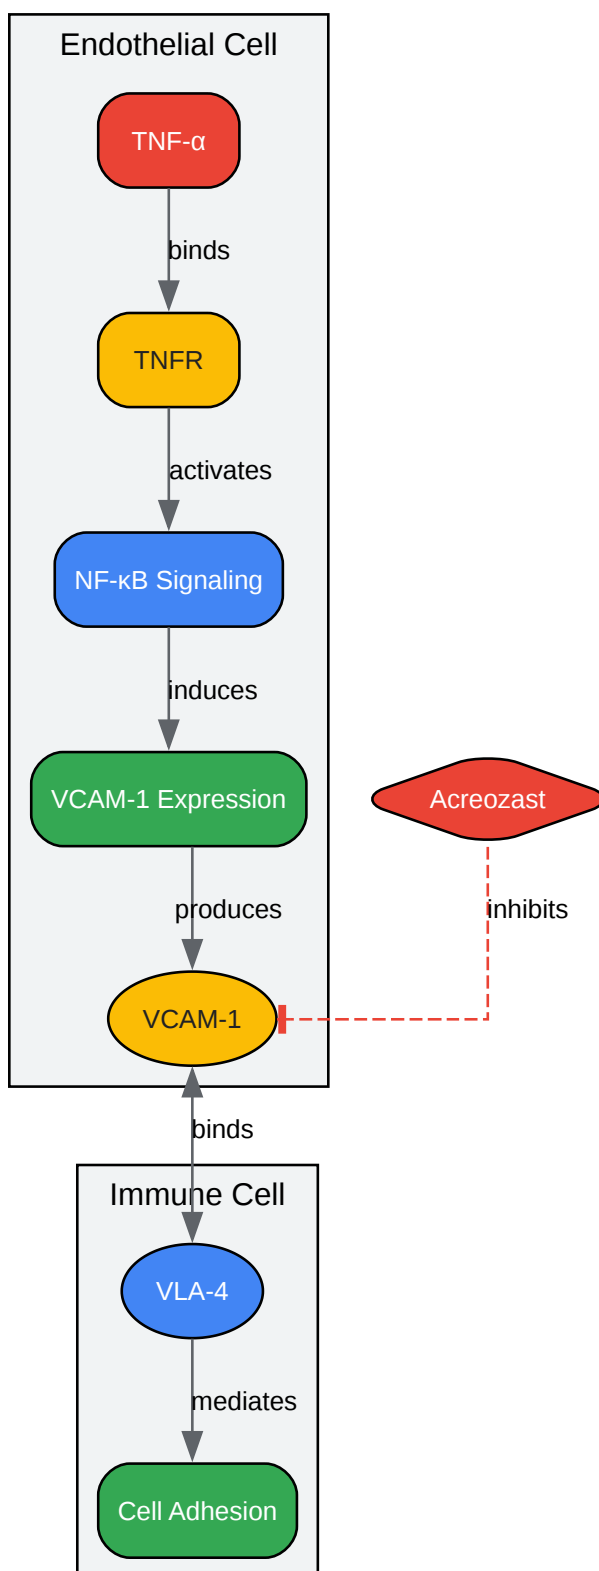 Endothelial Cell
TNF-α
binds
TNFR
activates
NF-κB Signaling
induces
VCAM-1 Expression
Acreozast
produces
inhibits
VCAM-1
binds
Immune Cell
VLA-4
mediates
Cell Adhesion